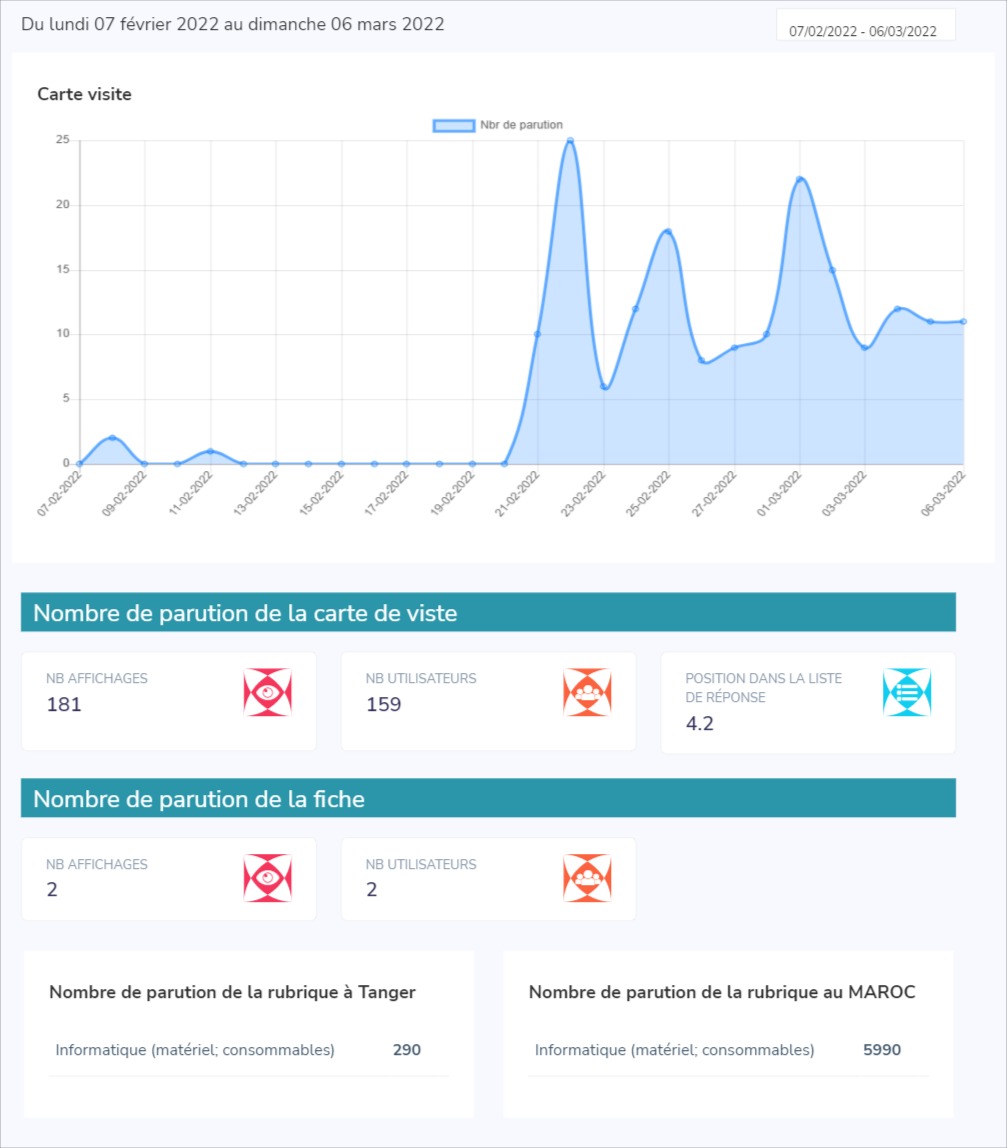 Du lundi 07 février 2022 au dimanche 06 mars 2022
07/02/2022 - 06/03/2022
Carte visite
Nbr de parution
25
20
15
10
5
0
07-02-2022
09-02-2022
11-02-2022
13-02-2022
15-02-2022
17-02-2022
19-02-2022
21-02-2022
23-02-2022
25-02-2022
27-02-2022
01-03-2022
03-03-2022
06-03-2022
Nombre de parution de la carte de viste
NB AFFICHAGES
181
NB UTILISATEURS
159
POSITION DANS LA LISTE
DE RÉPONSE
4.2
Nombre de parution de la fiche
NB AFFICHAGES
2
NB UTILISATEURS
2
Nombre de parution de la rubrique à Tanger
Informatique (matériel; consommables) 290
Nombre de parution de la rubrique au MAROC
Informatique (matériel; consommables) 5990